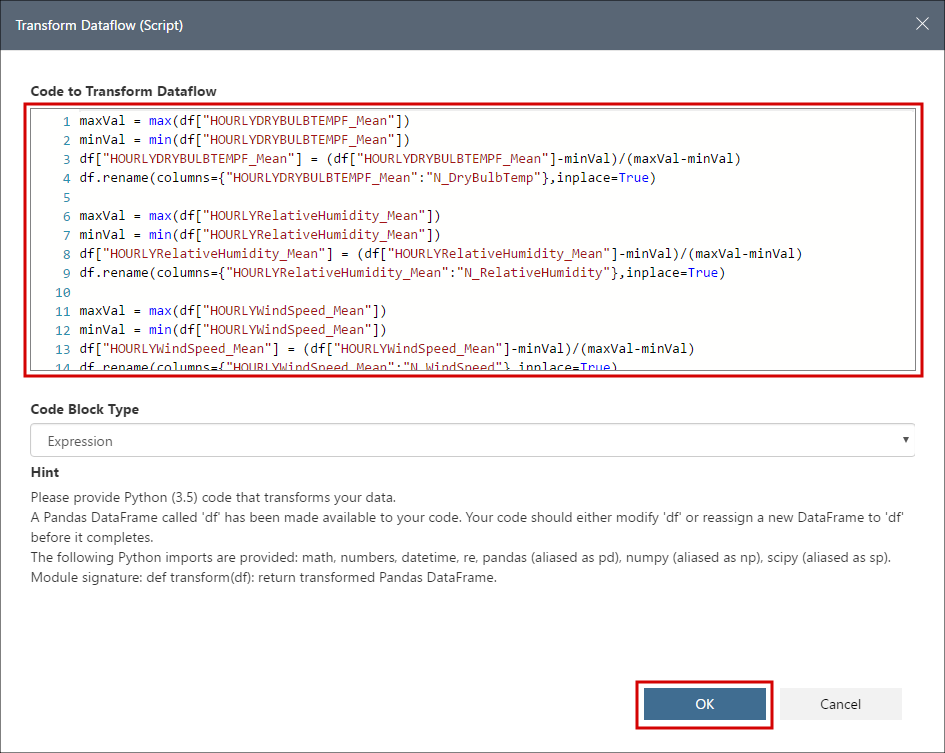 Transform Dataflow (Script)
Code to Transform Dataflow
1 maxVal = max(df["HOURLYDRYBULBTEMPF_Mean"])
2 minVal = min(df["HOURLYDRYBULBTEMPF_Mean"])
3 df["HOURLYDRYBULBTEMPF_Mean"] = (df["HOURLYDRYBULBTEMPF_Mean"]-minVal)/(maxVal-minVal)
4 df.rename(columns={"HOURLYDRYBULBTEMPF_Mean":"N_DryBulbTemp"},inplace=True)
5
6 maxVal = max(df["HOURLYRelativeHumidity_Mean"])
7 minVal = min(df["HOURLYRelativeHumidity_Mean"])
8 df["HOURLYRelativeHumidity_Mean"] = (df["HOURLYRelativeHumidity_Mean"]-minVal)/(maxVal-minVal)
9 df.rename(columns={"HOURLYRelativeHumidity_Mean":"N_RelativeHumidity"},inplace=True)
10
11 maxVal = max(df["HOURLYWindSpeed_Mean"])
12 minVal = min(df["HOURLYWindSpeed_Mean"])
13 df["HOURLYWindSpeed_Mean"] = (df["HOURLYWindSpeed_Mean"]-minVal)/(maxVal-minVal)
14 df.rename(columns={"HOURLYWindSpeed_Mean":"N_WindSpeed"},inplace=True)
Code Block Type
Expression
Hint
Please provide Python (3.5) code that transforms your data.
A Pandas DataFrame called 'df' has been made available to your code. Your code should either modify 'df' or reassign a new DataFrame to 'df'
before it completes.
The following Python imports are provided: math, numbers, datetime, re, pandas (aliased as pd), numpy (aliased as np), scipy (aliased as sp).
Module signature: def transform(df): return transformed Pandas DataFrame.
OK
Cancel